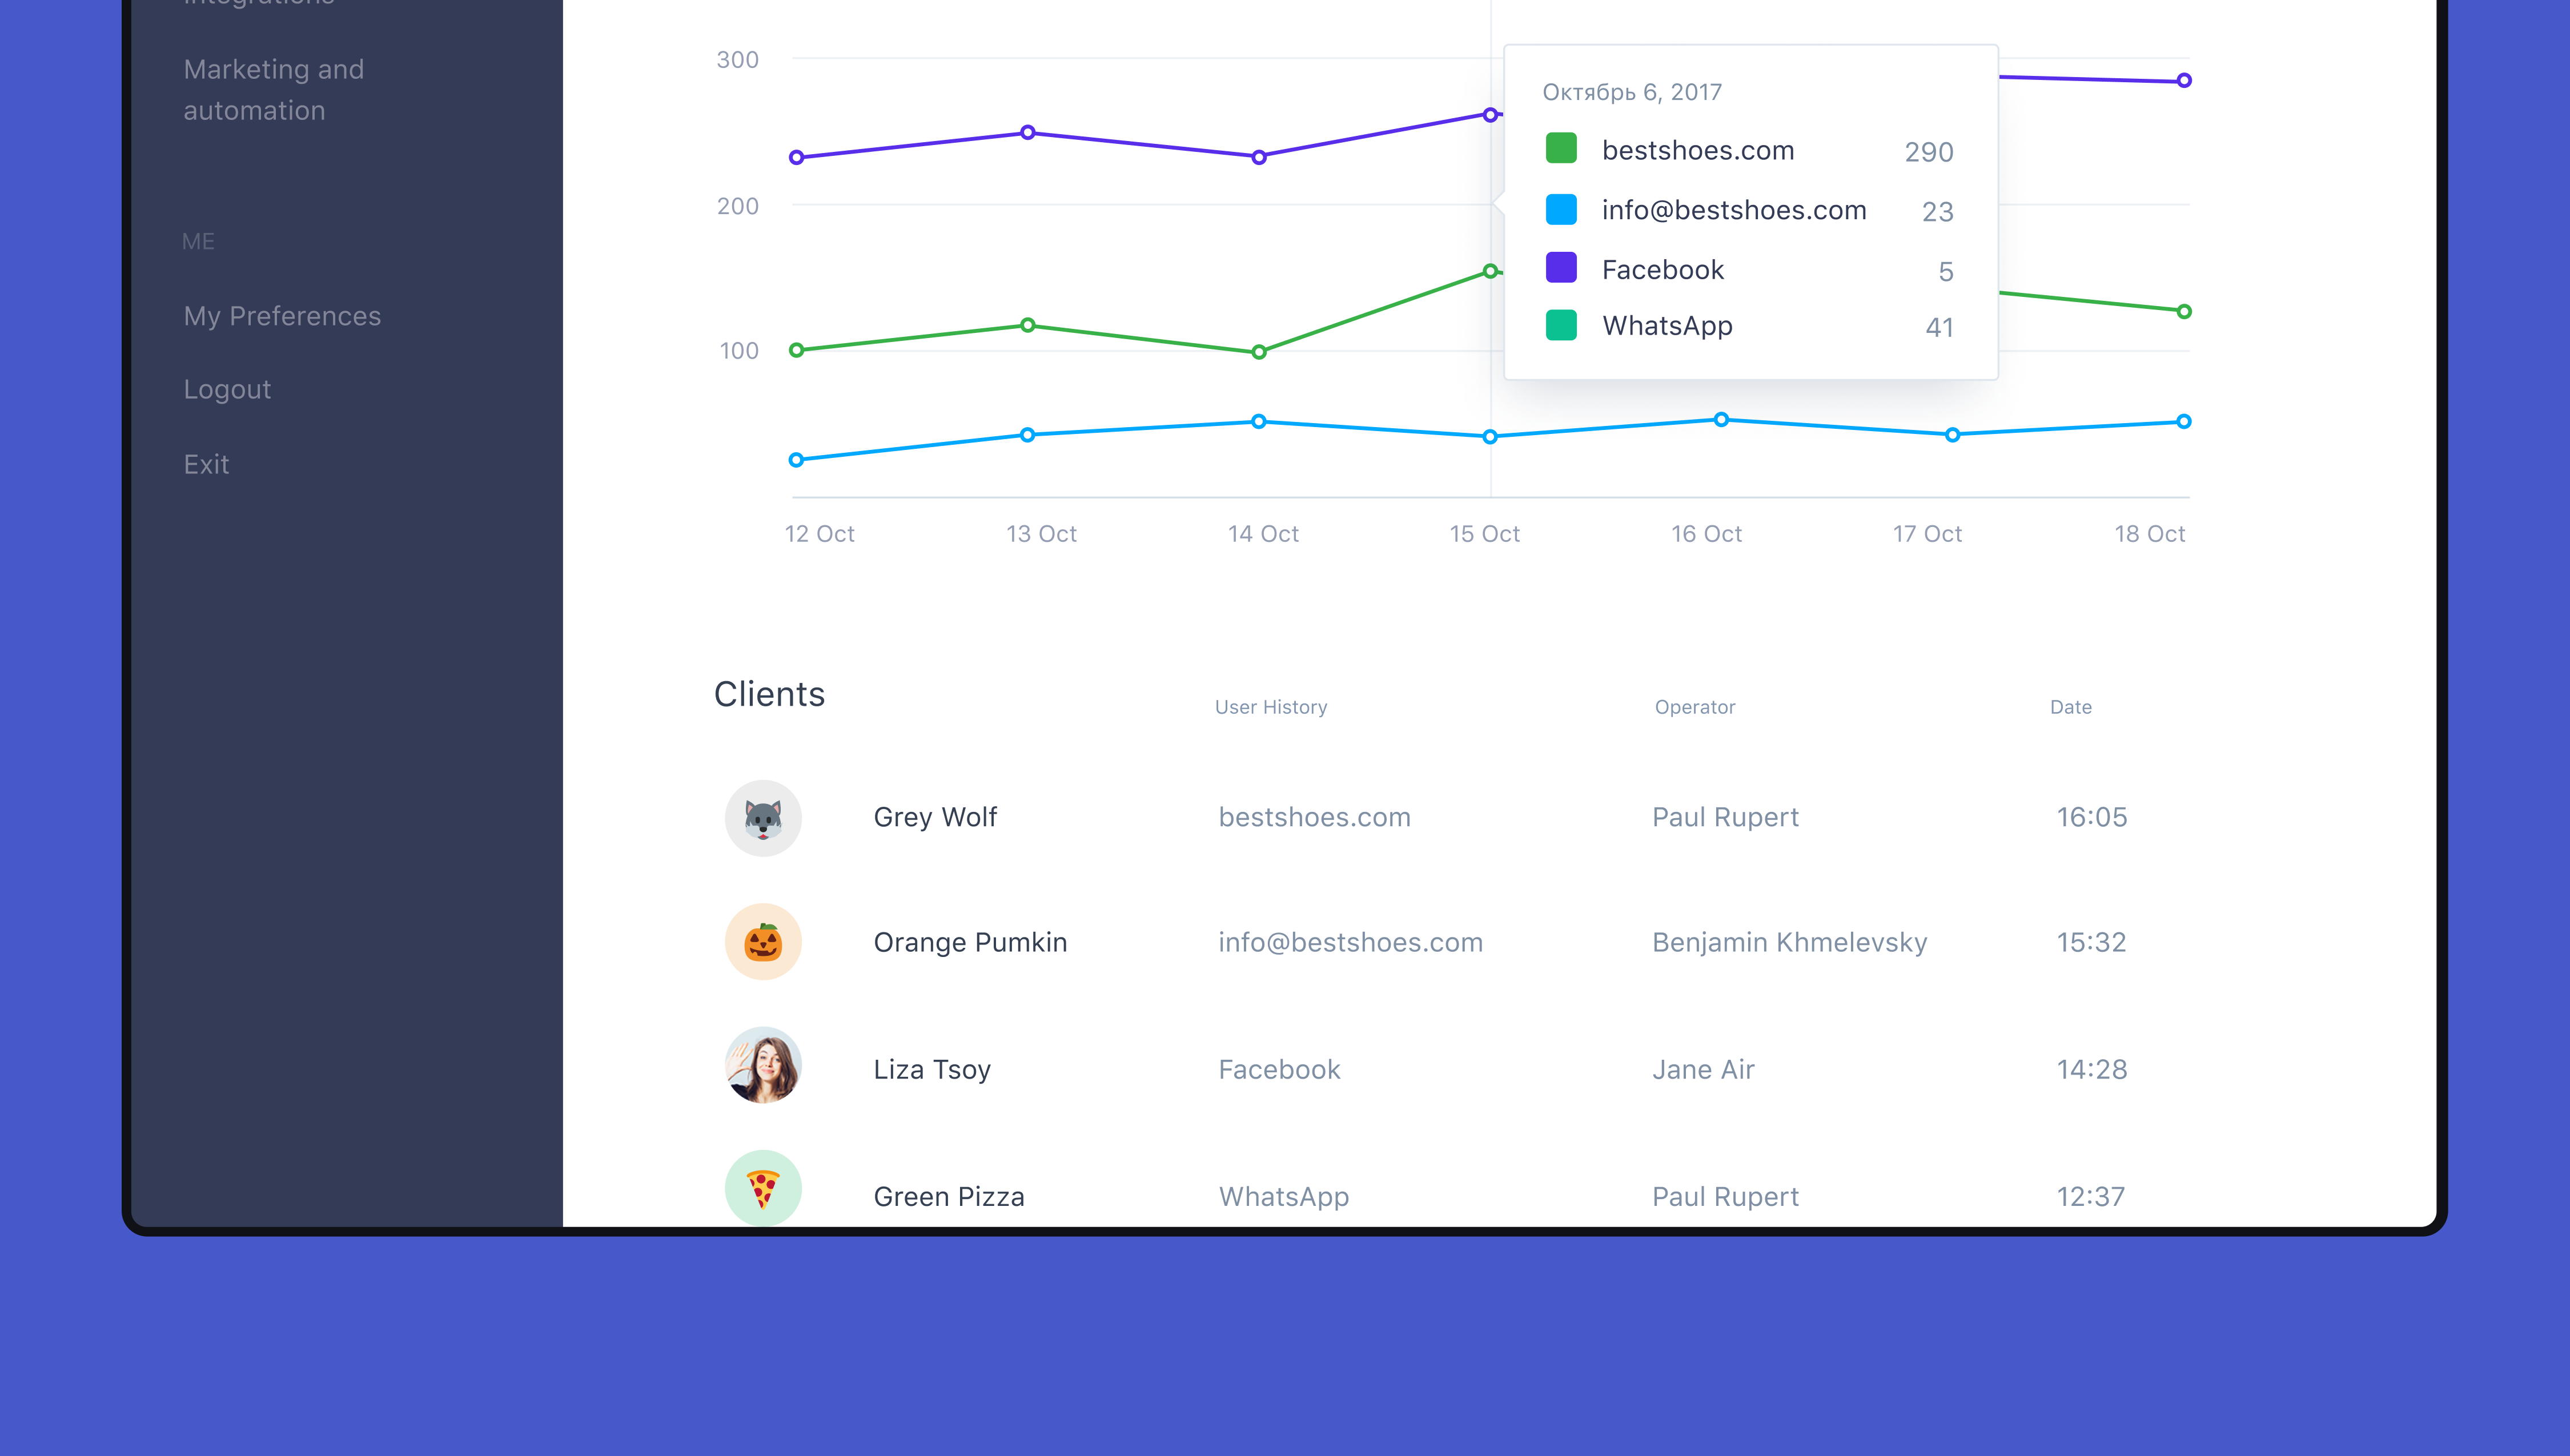 Integrations
Marketing and
automation
ME
My Preferences
Logout
Exit
300
200
100
Октябрь 6, 2017
bestshoes.com 290
info@bestshoes.com 23
Facebook 5
WhatsApp 41
12 Oct 13 Oct 14 Oct 15 Oct 16 Oct 17 Oct 18 Oct
Clients User History Operator Date
Grey Wolf bestshoes.com Paul Rupert 16:05
Orange Pumkin info@bestshoes.com Benjamin Khmelevsky 15:32
Liza Tsoy Facebook Jane Air 14:28
Green Pizza WhatsApp Paul Rupert 12:37